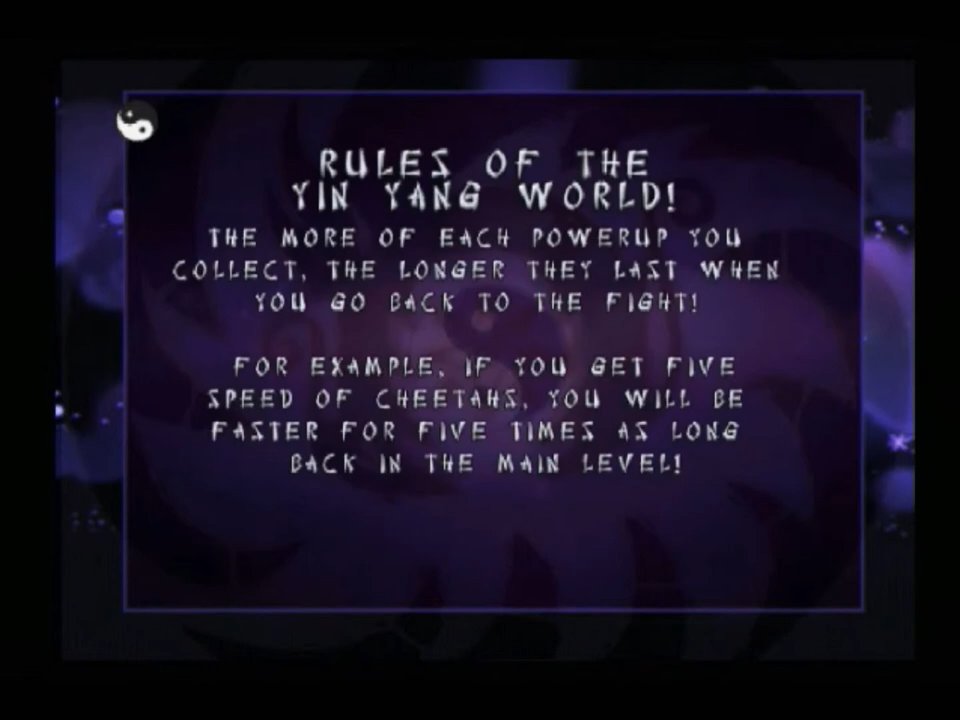 RULES OF THE
YIN YANG WORLD!
THE MORE OF EACH POWERUP YOU
COLLECT, THE LONGER THEY LAST WHEN
YOU GO BACK TO THE FIGHT!
FOR EXAMPLE, IF YOU GET FIVE
SPEED OF CHEETAHS, YOU WILL BE
FASTER FOR FIVE TIMES AS LONG
BACK IN THE MAIN LEVEL!